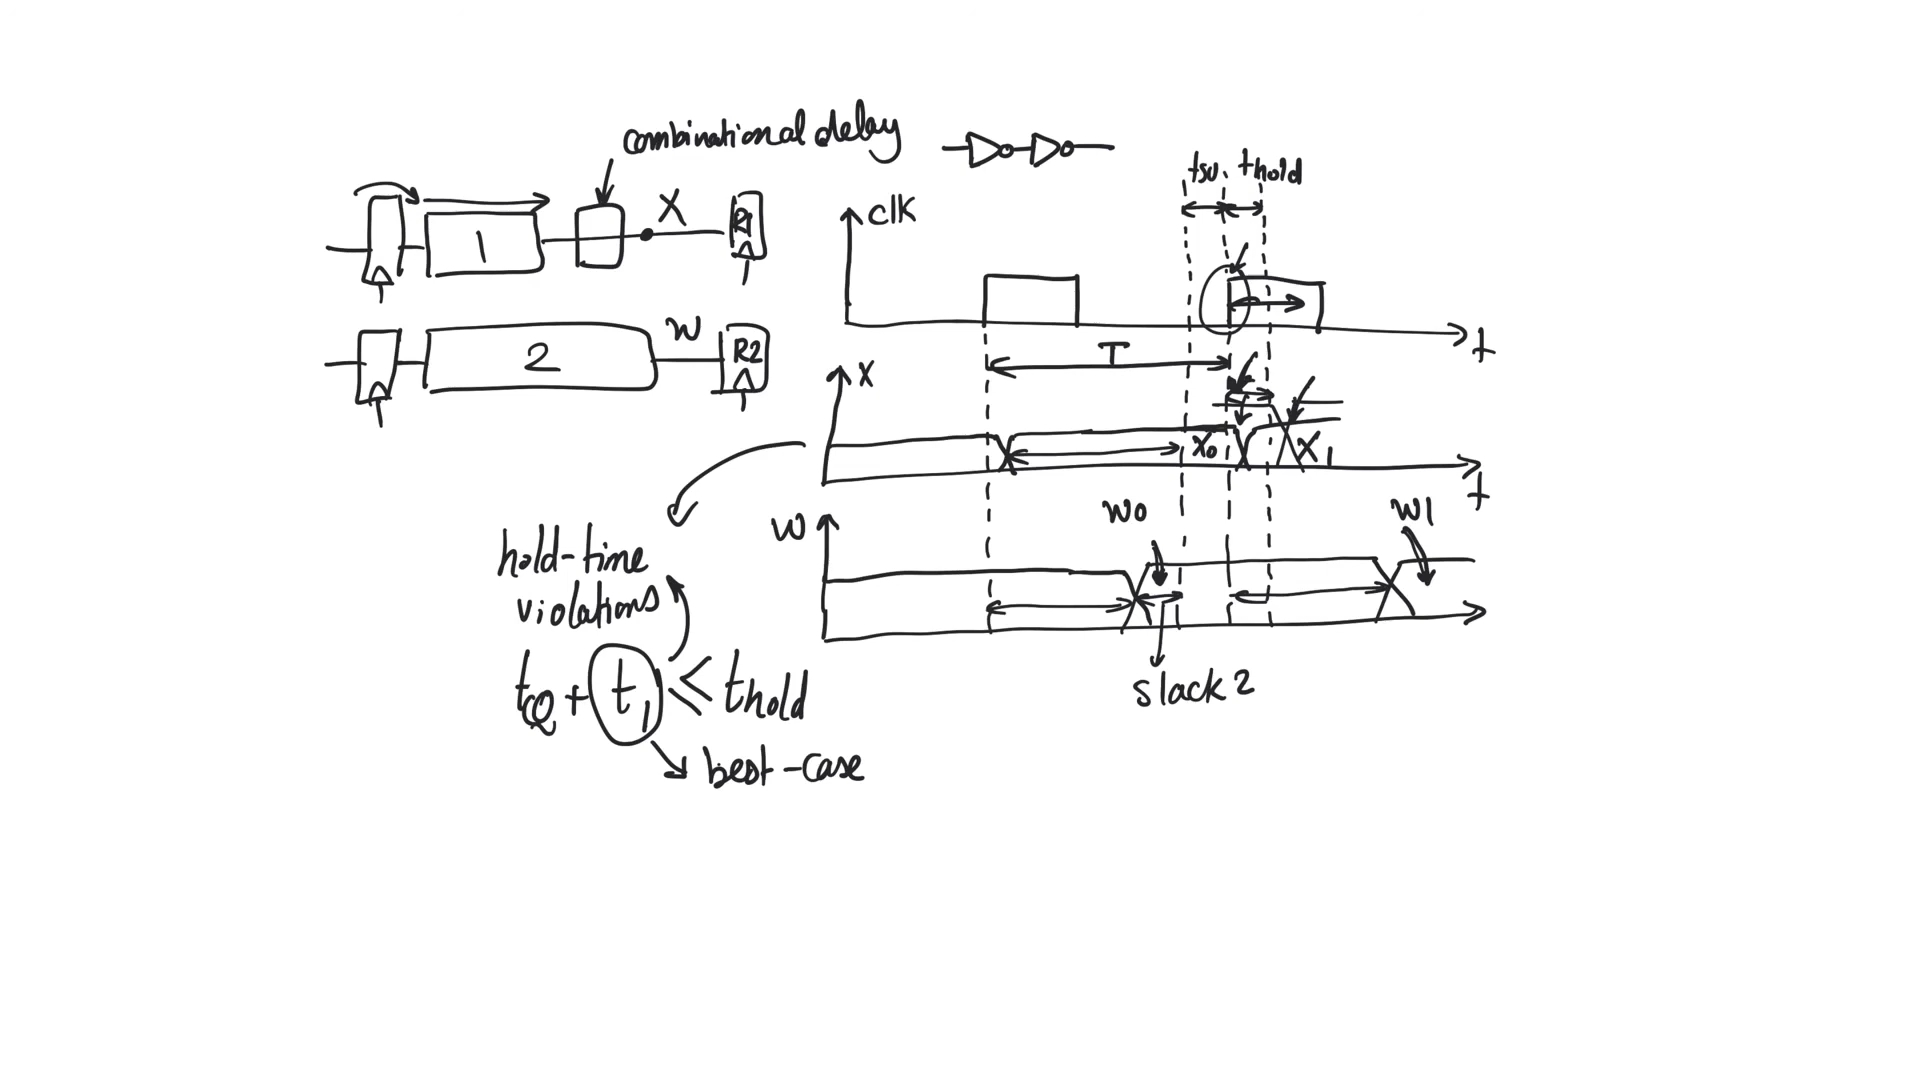 combinational delay
tsu. thold
X
clk
1
R1
t
W
2
R2
T
X
X0
X1
t
W0
W1
W
hold-time
violations
slack 2
tcQ + t1 < thold
best-case